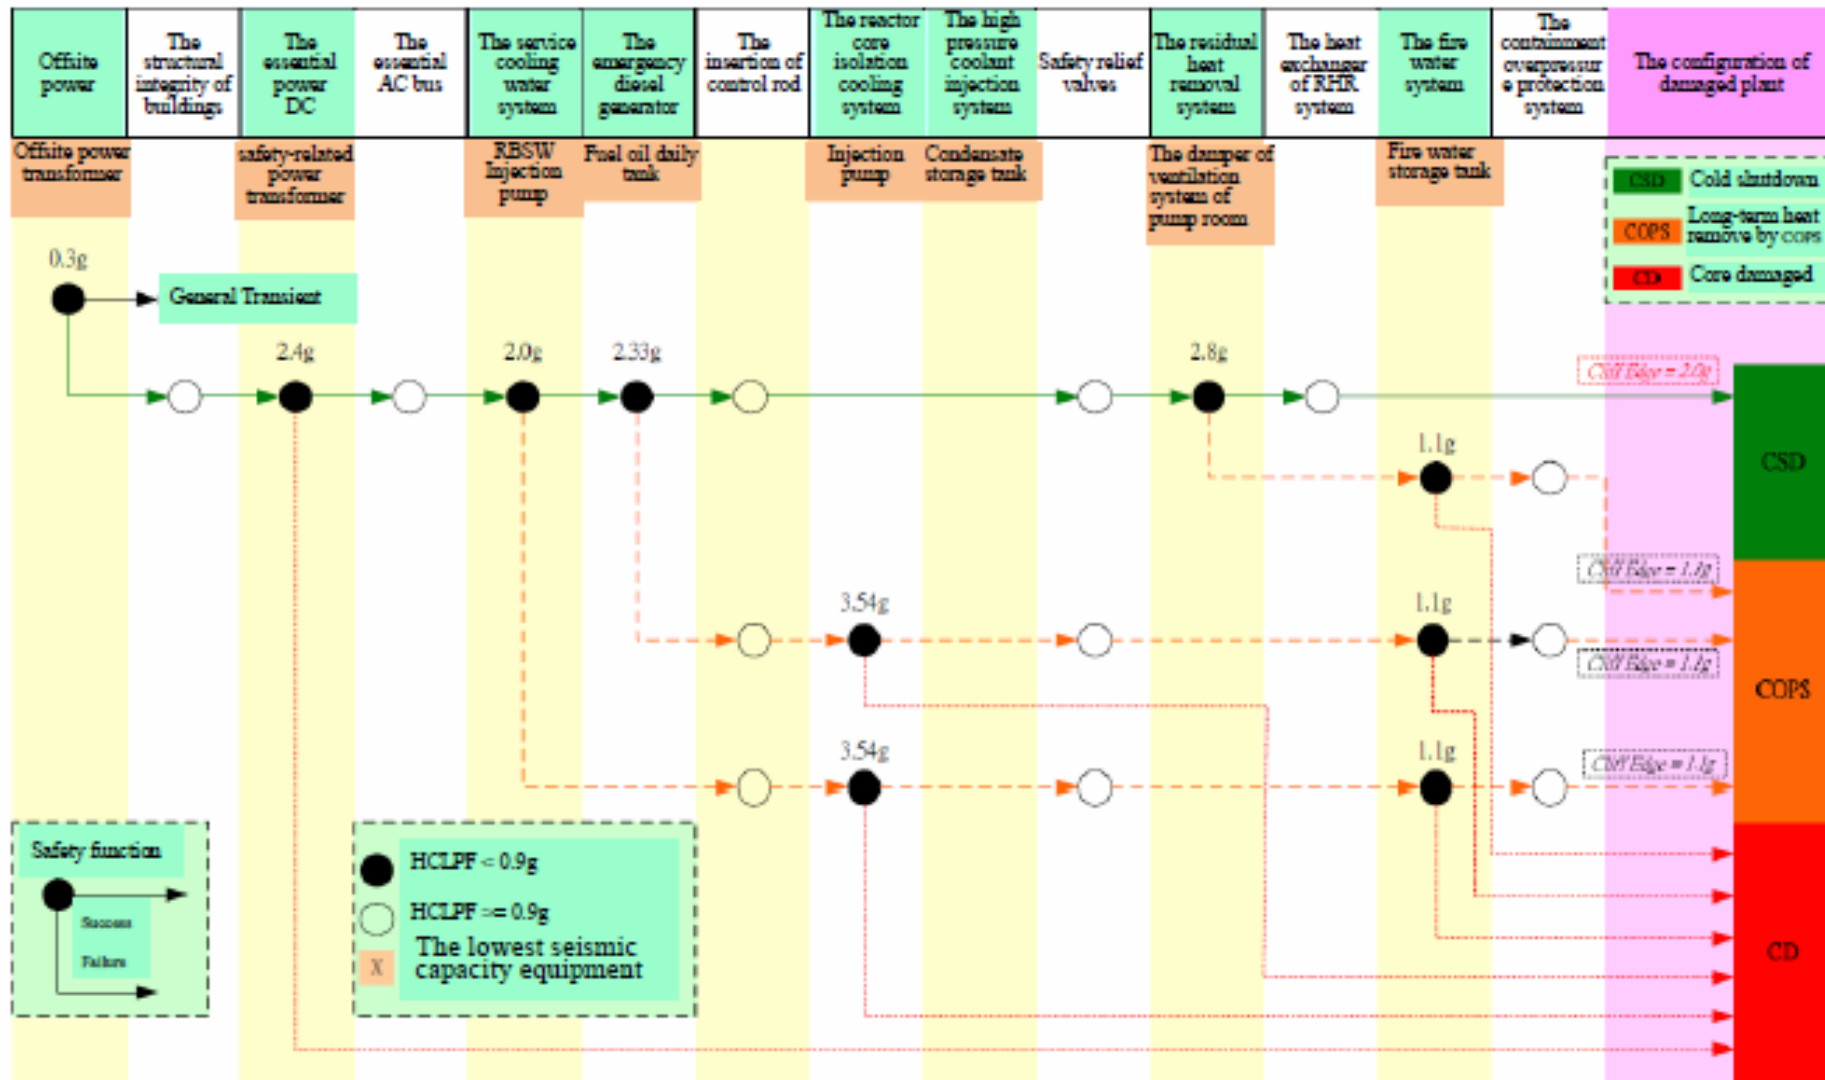 Offsite
power
The
structural
integrity of
buildings
The
essential
power
DC
The
essential
AC bus
The service
cooling
water
system
The
emergency
diesel
generator
The
insertion of
control rod
The reactor
core
isolation
cooling
system
The high
pressure
coolant
injection
system
Safety relief
valves
The residual
heat
removal
system
The heat
exchanger
of RHR
system
The fire
water
system
The
containment
overpressur
e protection
system
The configuration of
damaged plant
Offsite power
transformer
safety-related
power
transformer
RBSW
Injection
pump
Fuel oil daily
tank
Injection
pump
Condensate
storage tank
The damper of
ventilation
system of
pump room
Fire water
storage tank
CSD Cold shutdown
COPS Long-term heat
remove by COPS
CD Core damaged
0.3g
General Transient
2.4g
2.0g
2.33g
2.8g
Cliff Edge = 2.0g
CSD
1.1g
Cliff Edge = 1.1g
3.54g
1.1g
Cliff Edge = 1.1g
COPS
3.54g
1.1g
Cliff Edge = 1.1g
CD
Safety function
Success
Failure
HCLPF < 0.9g
HCLPF >= 0.9g
X The lowest seismic
capacity equipment